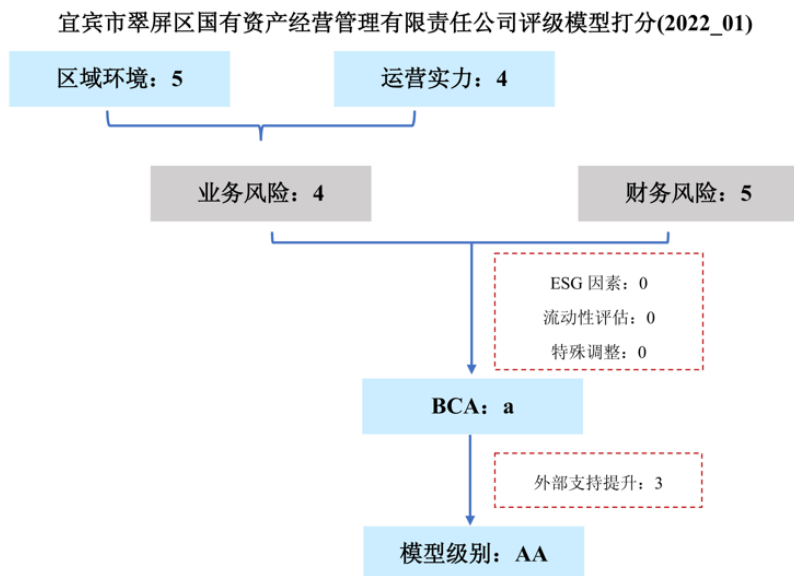 宜宾市翠屏区国有资产经营管理有限责任公司评级模型打分(2022_01)
区域环境：5
运营实力：4
业务风险：4
财务风险：5
ESG 因素：0
流动性评估：0
特殊调整：0
BCA：a
外部支持提升：3
模型级别：AA